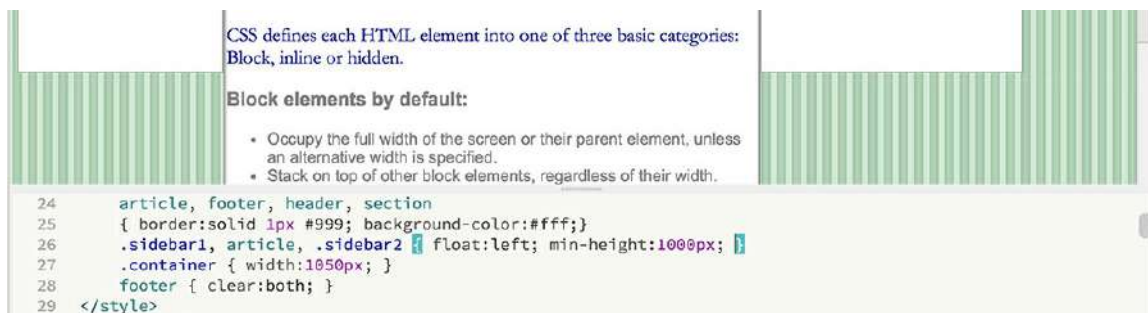 CSS defines each HTML element into one of three basic categories:
Block, inline or hidden.
Block elements by default:
• Occupy the full width of the screen or their parent element, unless
an alternative width is specified.
• Stack on top of other block elements, regardless of their width.
24 article, footer, header, section
25 { border:solid 1px #999; background-color:#fff;}
26 .sidebar1, article, .sidebar2 { float:left; min-height:1000px; }
27 .container { width:1050px; }
28 footer { clear:both; }
29 </style>